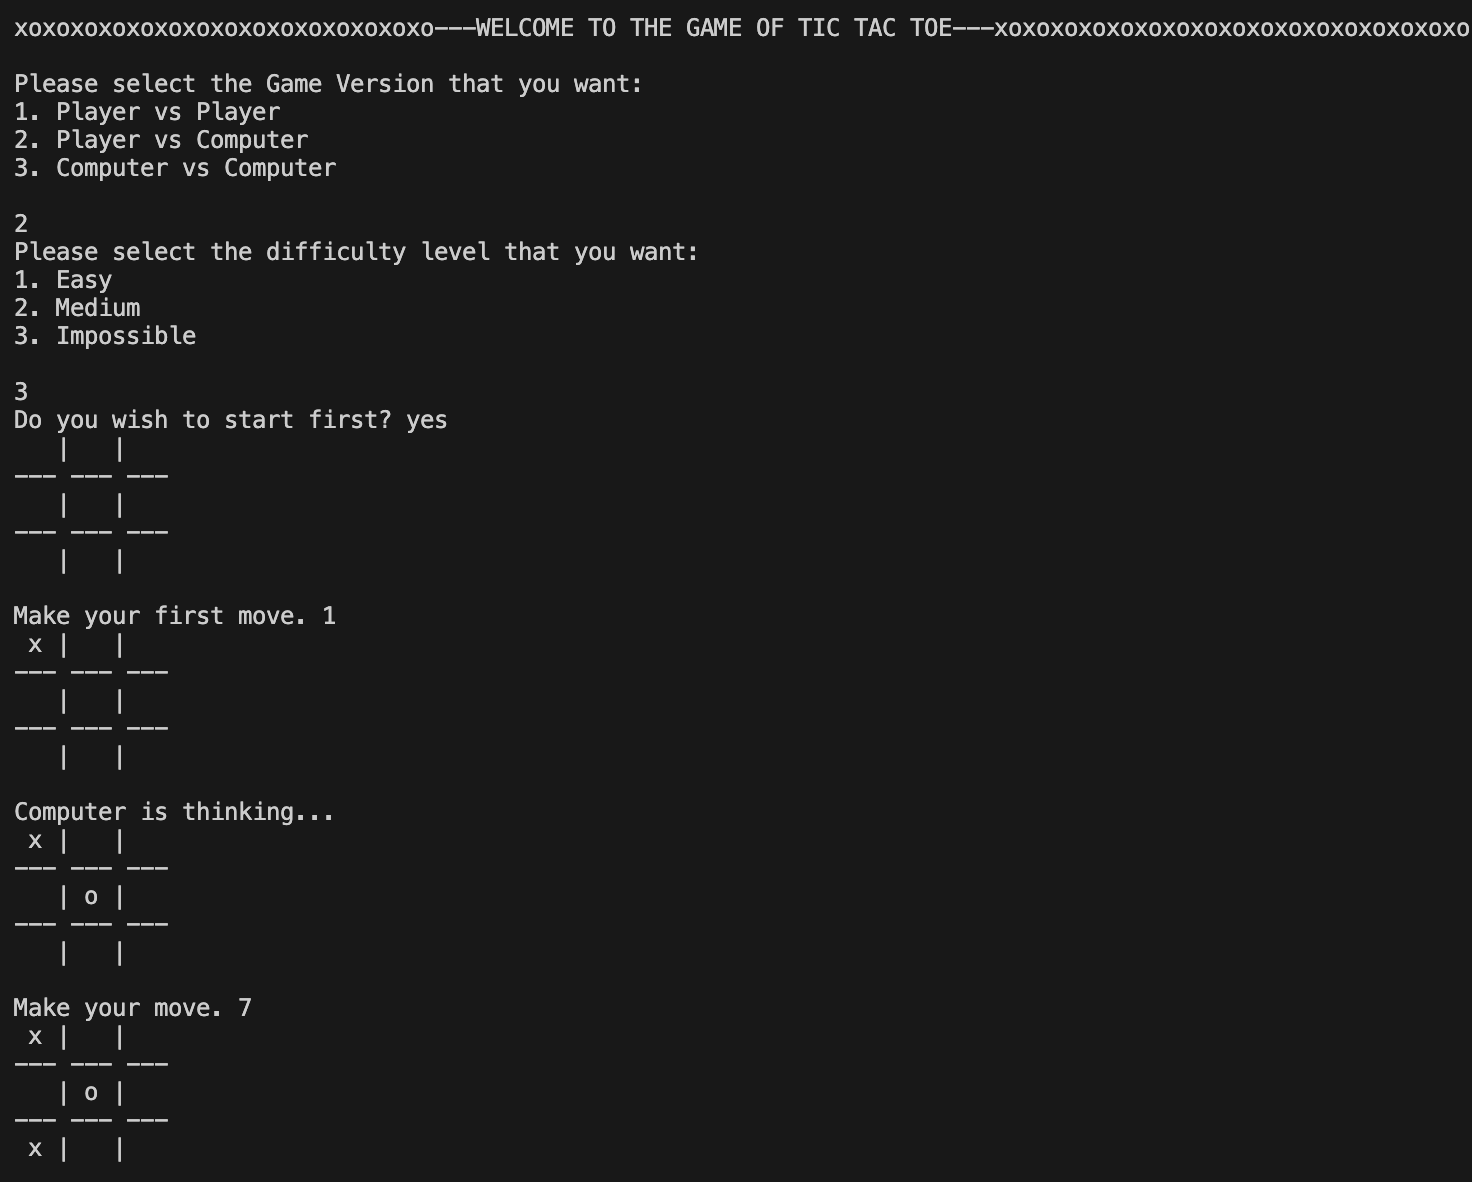 xoxoxoxoxoxoxoxoxoxoxoxoxoxoxo---WELCOME TO THE GAME OF TIC TAC TOE---xoxoxoxoxoxoxoxoxoxoxoxoxoxoxoxoxo
Please select the Game Version that you want:
1. Player vs Player
2. Player vs Computer
3. Computer vs Computer
2
Please select the difficulty level that you want:
1. Easy
2. Medium
3. Impossible
3
Do you wish to start first? yes
   |   |
--- --- ---
   |   |
--- --- ---
   |   |
Make your first move. 1
 x |   |
--- --- ---
   |   |
--- --- ---
   |   |
Computer is thinking...
 x |   |
--- --- ---
   | o |
--- --- ---
   |   |
Make your move. 7
 x |   |
--- --- ---
   | o |
--- --- ---
 x |   |